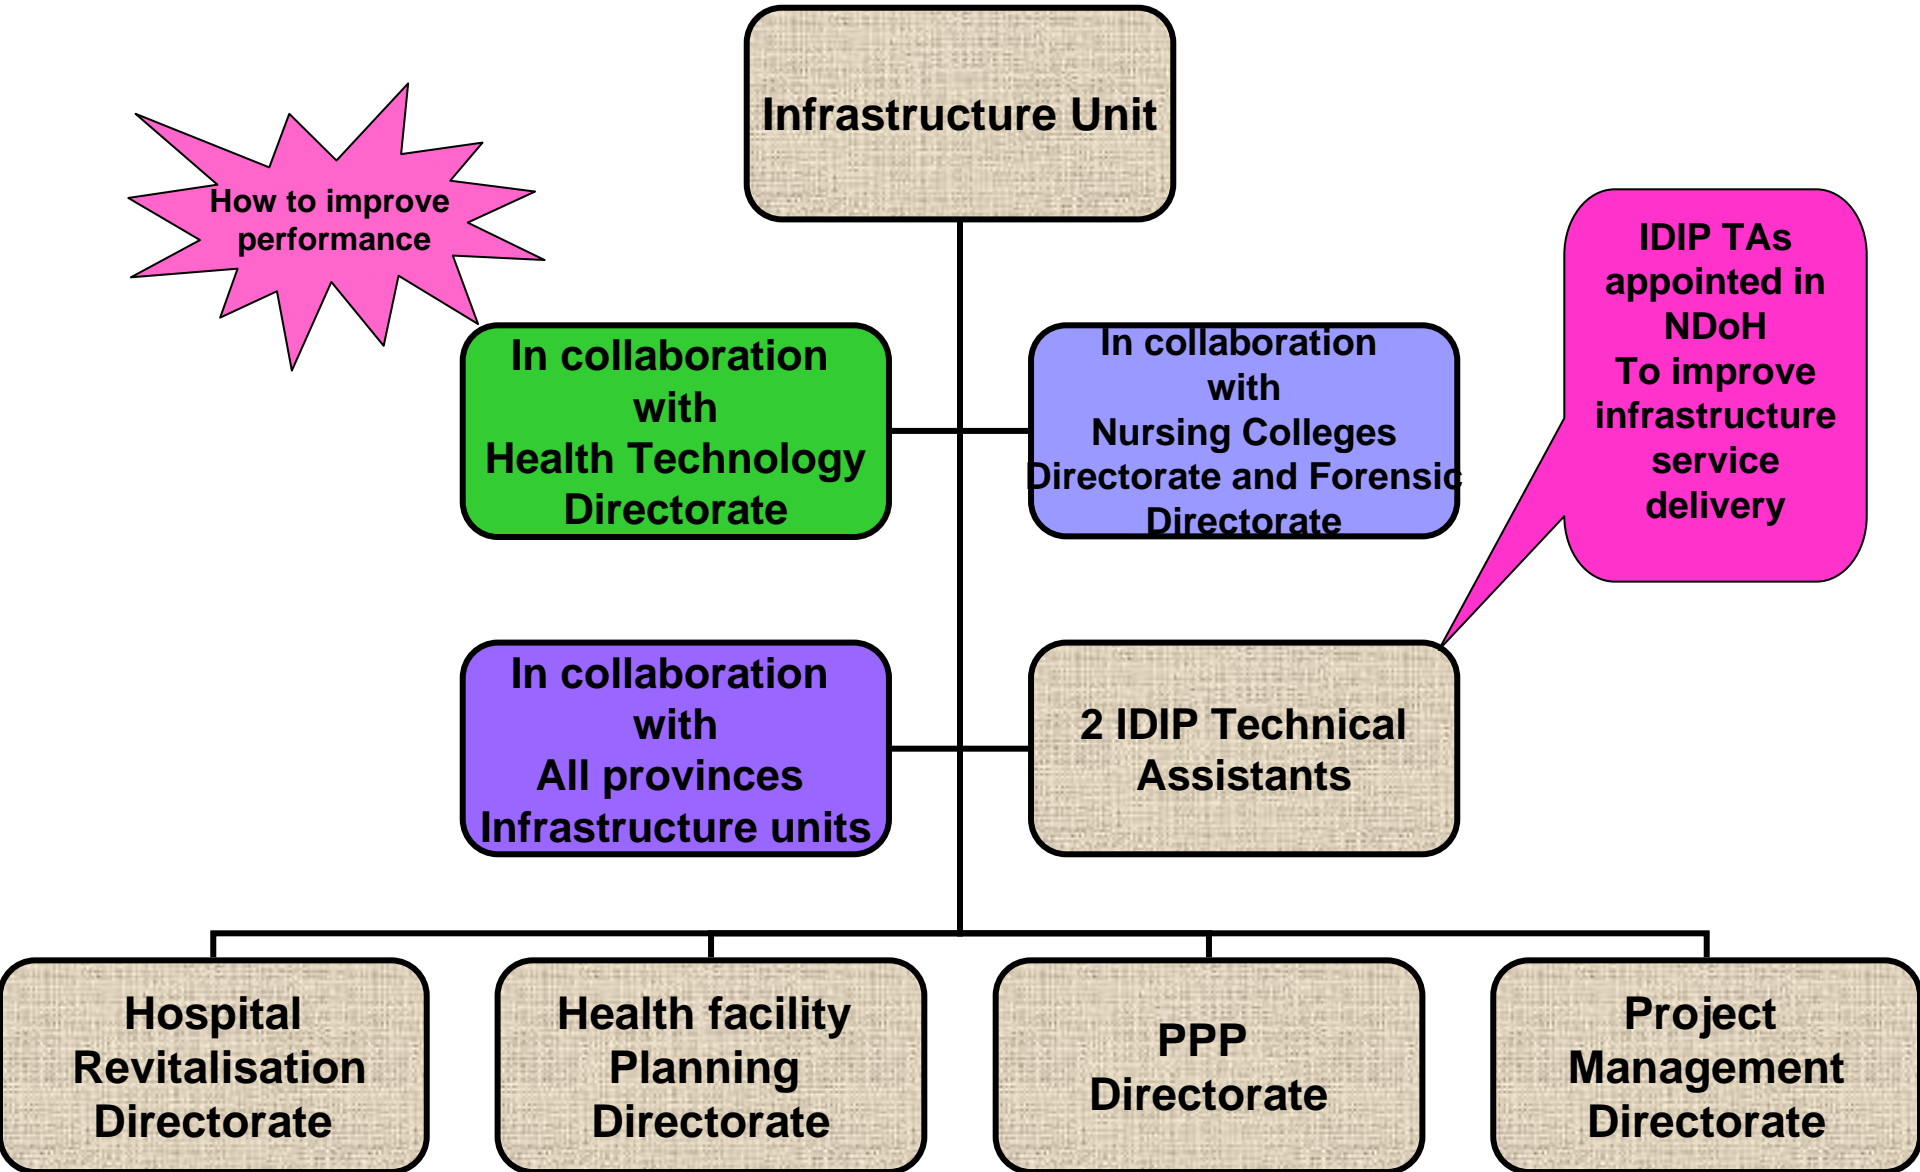 Infrastructure Unit
How to improve
performance
IDIP TAs
appointed in
NDoH
To improve
infrastructure
service
delivery
In collaboration
with
Health Technology
Directorate
In collaboration
with
Nursing Colleges
Directorate and Forensic
Directorate
In collaboration
with
All provinces
Infrastructure units
2 IDIP Technical
Assistants
Hospital
Revitalisation
Directorate
Health facility
Planning
Directorate
PPP
Directorate
Project
Management
Directorate